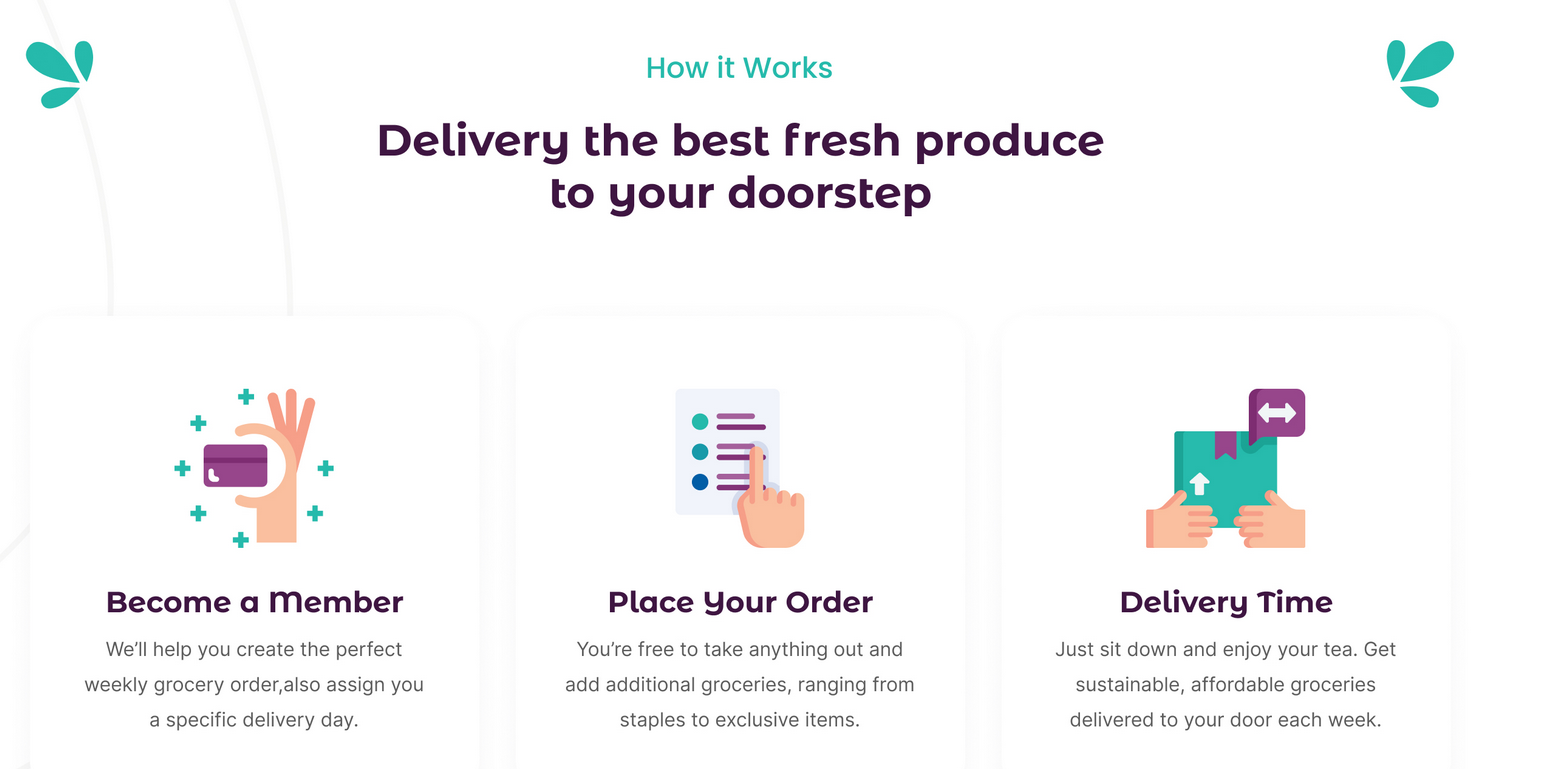 How it Works
Delivery the best fresh produce
to your doorstep
Become a Member
We’ll help you create the perfect
weekly grocery order,also assign you
a specific delivery day.
Place Your Order
You’re free to take anything out and
add additional groceries, ranging from
staples to exclusive items.
Delivery Time
Just sit down and enjoy your tea. Get
sustainable, affordable groceries
delivered to your door each week.